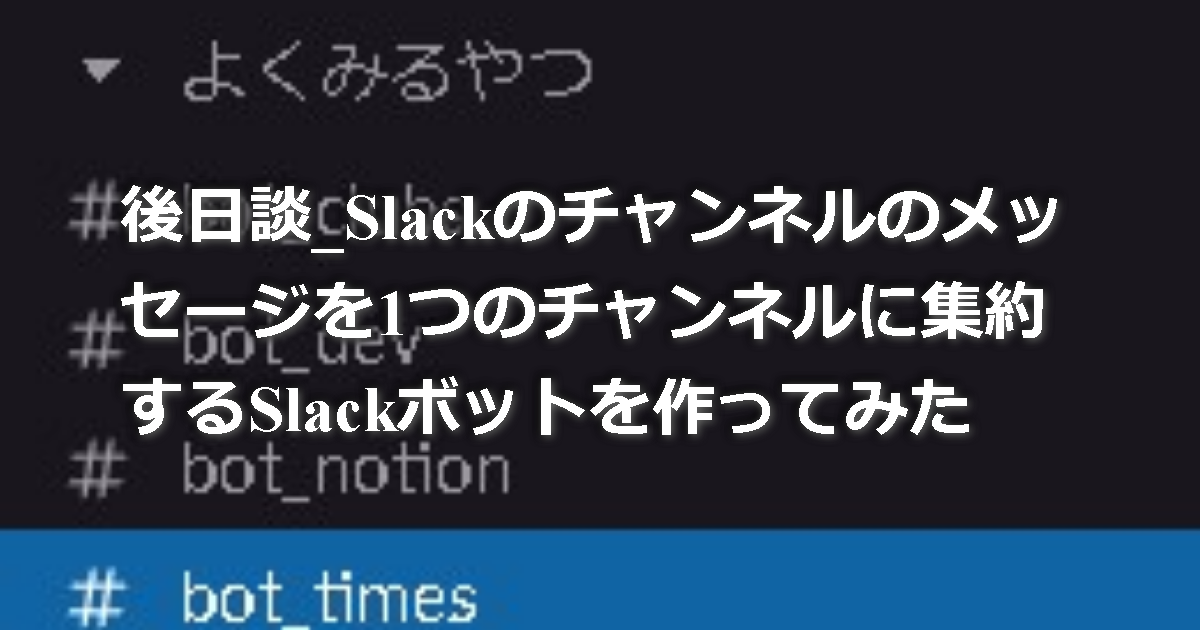 よくみるやつ
#
後日談_Slackのチャンネルのメッ
セージを1つのチャンネルに集約
# bot_dev
するSlackボットを作ってみた
# bot_notion
# bot_times